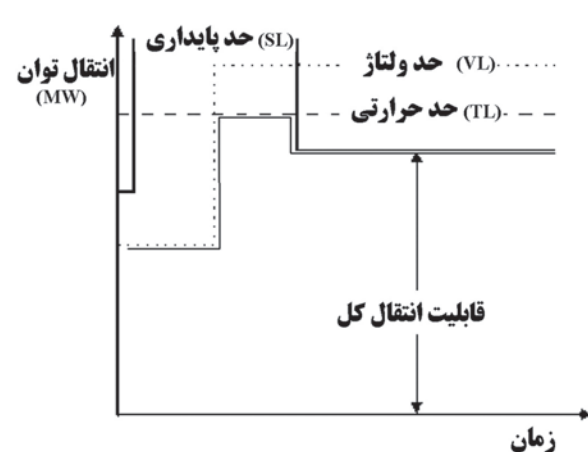 حد پایداری (SL)
انتقال توان
(MW)
حد ولتاژ (VL)
حد حرارتی (TL)
قابلیت انتقال کل
زمان